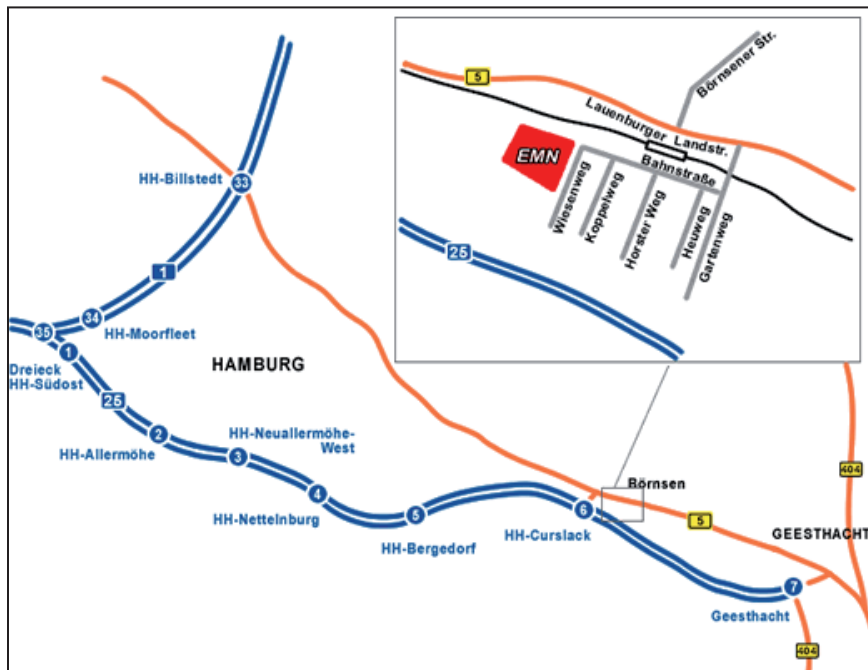 5
Börnsener Str.
Lauenburger Landstr.
EMN
Bahnstraße
Wiesenweg
Koppelweg
Horster Weg
Heuweg
Gartenweg
25
HH-Billstedt
33
1
34
35
HH-Moorfleet
1
Dreieck
HH-Südost
HAMBURG
25
2
HH-Allermöhe
HH-Neuallermöhe-
West
3
4
HH-Nettelnburg
5
HH-Bergedorf
6
HH-Curslack
Börnsen
5
404
GEESTHACHT
7
Geesthacht
404